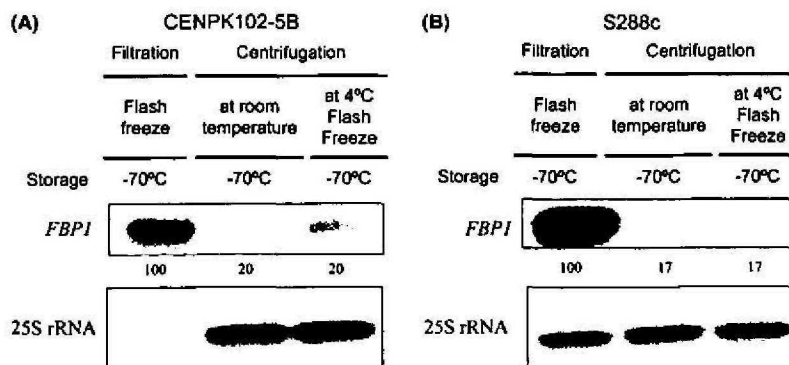 (A) CENPK102-5B
Filtration Centrifugation
Flash freeze at room temperature at 4ºC Flash Freeze
Storage -70ºC -70ºC -70ºC
FBP1
100 20 20
25S rRNA
(B) S288c
Filtration Centrifugation
Flash freeze at room temperature at 4ºC Flash Freeze
Storage -70ºC -70ºC -70ºC
FBP1
100 17 17
25S rRNA